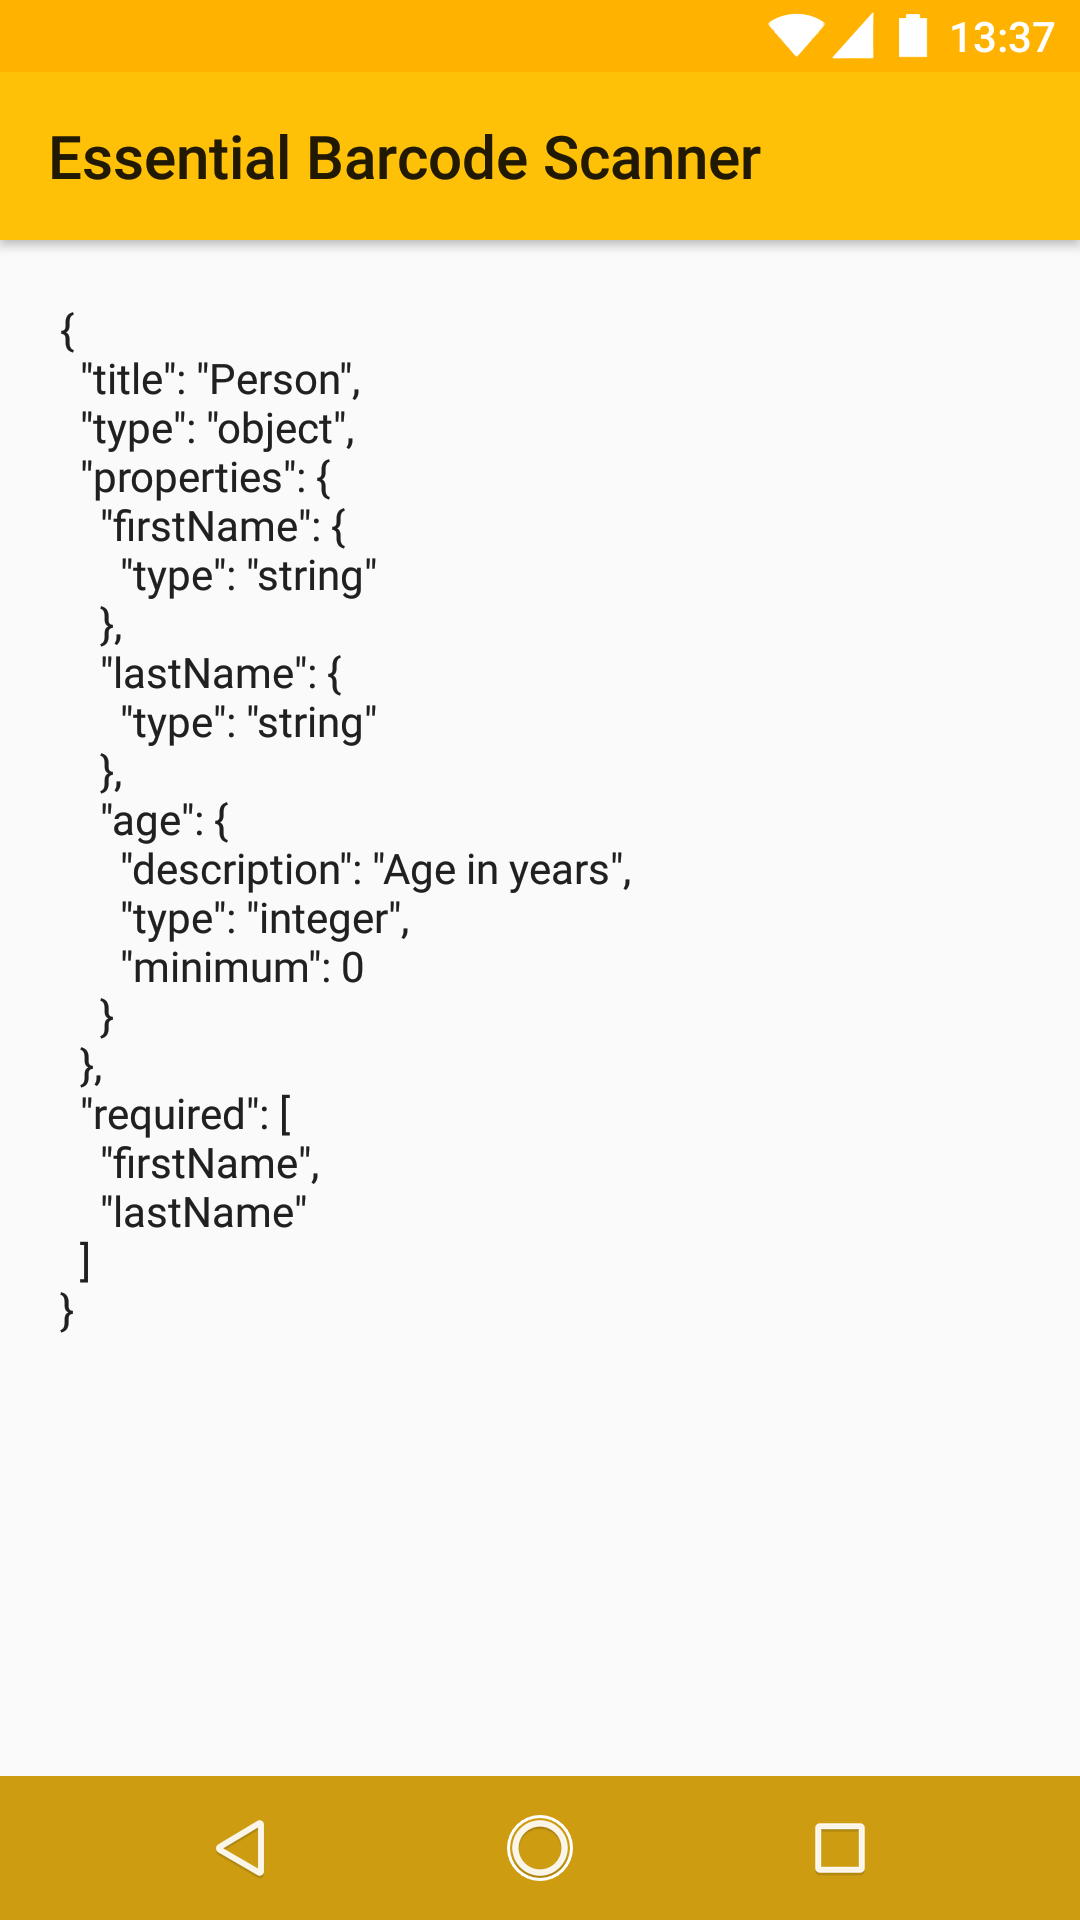 13:37
Essential Barcode Scanner
{
  "title": "Person",
  "type": "object",
  "properties": {
    "firstName": {
      "type": "string"
    },
    "lastName": {
      "type": "string"
    },
    "age": {
      "description": "Age in years",
      "type": "integer",
      "minimum": 0
    }
  },
  "required": [
    "firstName",
    "lastName"
  ]
}